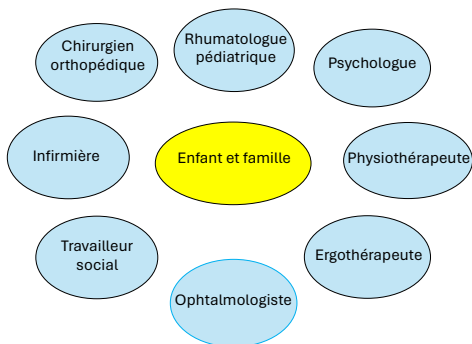 Rhumatologue
pédiatrique
Chirurgien
orthopédique
Psychologue
Infirmière
Enfant et famille
Physiothérapeute
Travailleur
social
Ergothérapeute
Ophtalmologiste